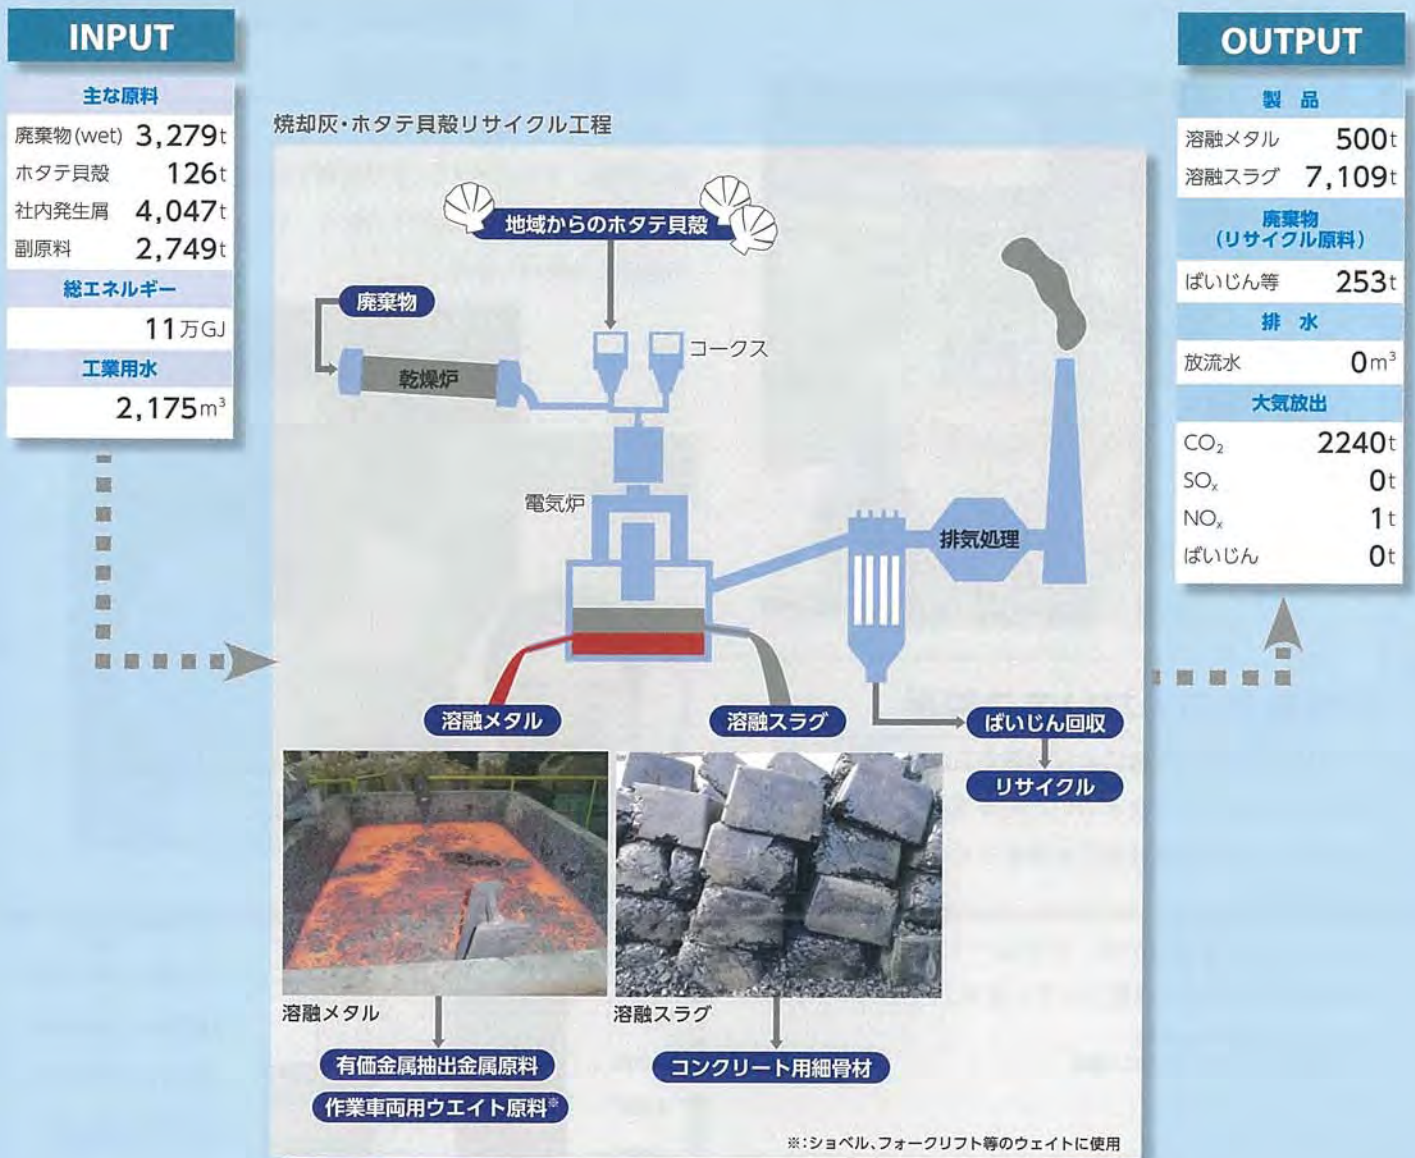 INPUT
主な原料
廃棄物(wet) 3,279t
ホタテ貝殻 126t
社内発生屑 4,047t
副原料 2,749t
総エネルギー
11万GJ
工業用水
2,175m³
焼却灰・ホタテ貝殻リサイクル工程
地域からのホタテ貝殻
廃棄物
コークス
乾燥炉
電気炉
排気処理
溶融メタル
溶融スラグ
ばいじん回収
リサイクル
溶融メタル
溶融スラグ
有価金属抽出金属原料
コンクリート用細骨材
作業車両用ウエイト原料※
※:ショベル、フォークリフト等のウェイトに使用
OUTPUT
製 品
溶融メタル 500t
溶融スラグ 7,109t
廃棄物
(リサイクル原料)
ばいじん等 253t
排 水
放流水 0m³
大気放出
CO₂ 2240t
SOₓ 0t
NOₓ 1t
ばいじん 0t